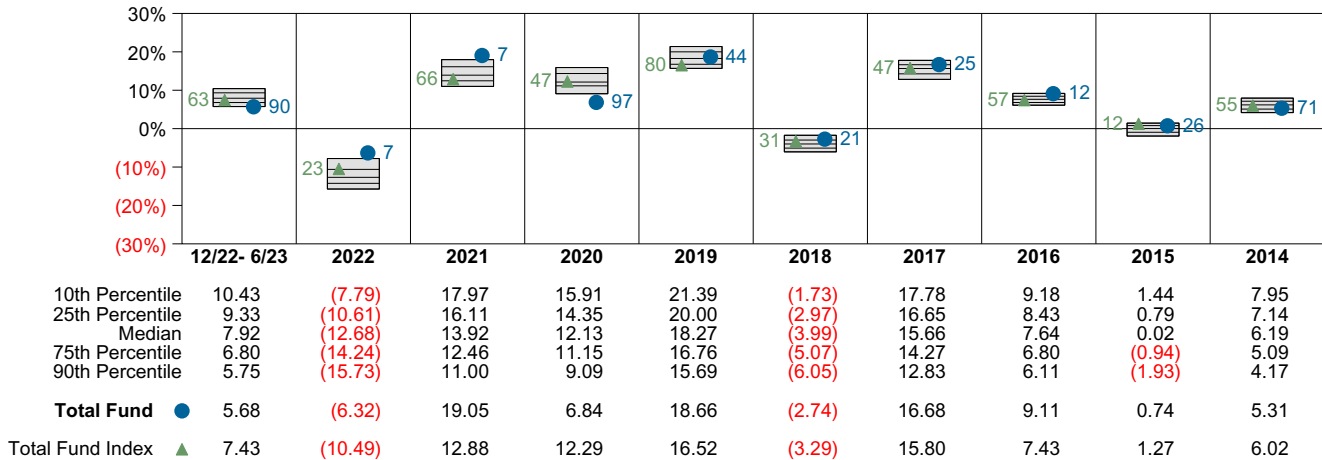 30%
20%
10%
0%
(10%)
(20%)
(30%)
63 90 23 7 66 7 47 97 80 44 31 21 47 25 57 12 12 26 55 71
12/22- 6/23 2022 2021 2020 2019 2018 2017 2016 2015 2014
10th Percentile 10.43 (7.79) 17.97 15.91 21.39 (1.73) 17.78 9.18 1.44 7.95
25th Percentile 9.33 (10.61) 16.11 14.35 20.00 (2.97) 16.65 8.43 0.79 7.14
Median 7.92 (12.68) 13.92 12.13 18.27 (3.99) 15.66 7.64 0.02 6.19
75th Percentile 6.80 (14.24) 12.46 11.15 16.76 (5.07) 14.27 6.80 (0.94) 5.09
90th Percentile 5.75 (15.73) 11.00 9.09 15.69 (6.05) 12.83 6.11 (1.93) 4.17
Total Fund 5.68 (6.32) 19.05 6.84 18.66 (2.74) 16.68 9.11 0.74 5.31
Total Fund Index 7.43 (10.49) 12.88 12.29 16.52 (3.29) 15.80 7.43 1.27 6.02